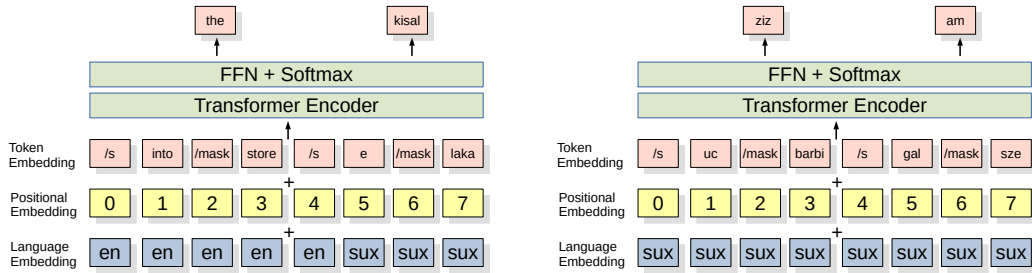 the kisal
FFN + Softmax
Transformer Encoder
Token Embedding /s into /mask store /s e /mask laka
+
Positional Embedding 0 1 2 3 4 5 6 7
+
Language Embedding en en en en en sux sux sux
ziz am
FFN + Softmax
Transformer Encoder
Token Embedding /s uc /mask barbi /s gal /mask sze
+
Positional Embedding 0 1 2 3 4 5 6 7
+
Language Embedding sux sux sux sux sux sux sux sux